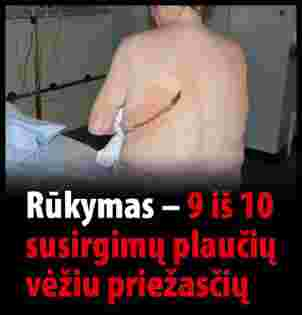 Rūkymas – 9 iš 10
susirgimų plaučių
vėžiu priežasčių